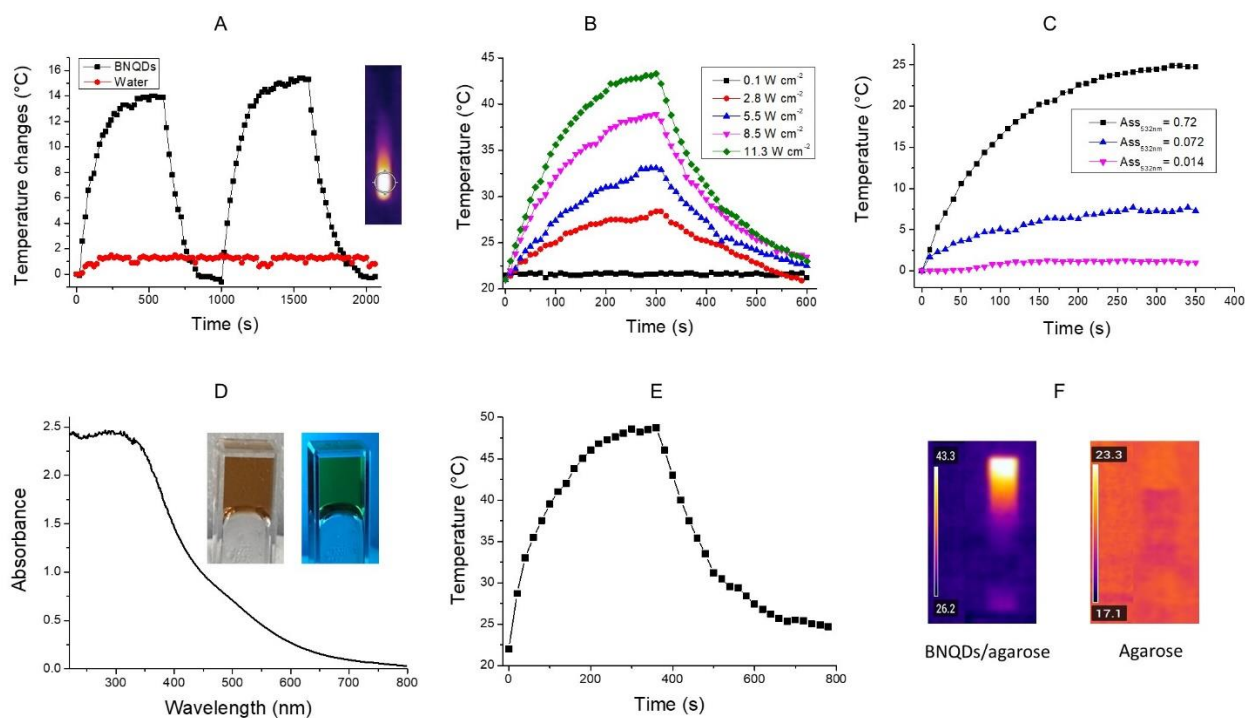 A
Temperature changes (°C)
16
14
12
10
8
6
4
2
0
BNQDs
Water
0
500
1000
1500
2000
Time (s)
B
Temperature (°C)
45
40
35
30
25
20
0.1 W cm-2
2.8 W cm-2
5.5 W cm-2
8.5 W cm-2
11.3 W cm-2
0
100
200
300
400
500
600
Time (s)
C
Temperature (°C)
25
20
15
10
5
0
Ass532nm = 0.72
Ass532nm = 0.072
Ass532nm = 0.014
0
50
100
150
200
250
300
350
400
Time (s)
D
Absorbance
2.5
2.0
1.5
1.0
0.5
0.0
300
400
500
600
700
800
Wavelength (nm)
E
Temperature (°C)
50
45
40
35
30
25
20
0
200
400
600
800
Time (s)
F
43.3
26.2
BNQDs/agarose
23.3
17.1
Agarose